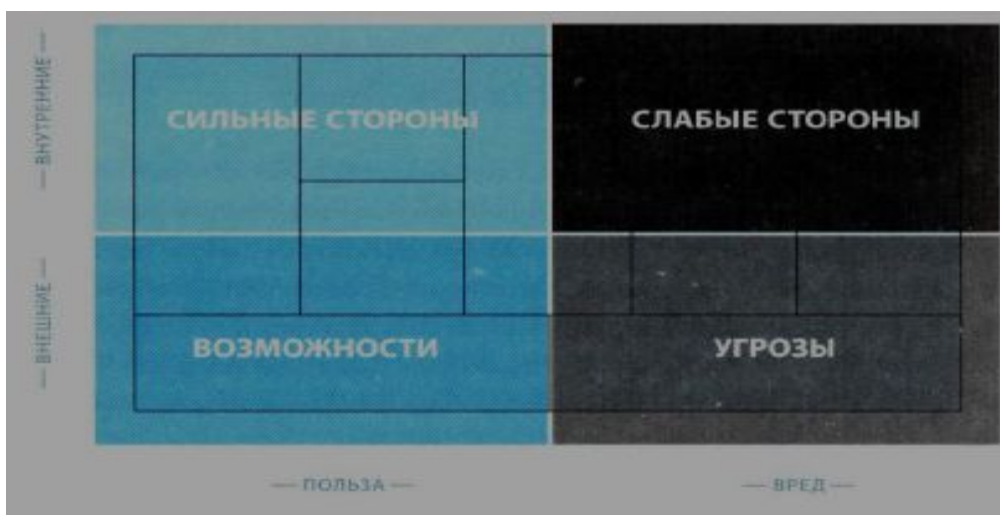 ВНУТРЕННИЕ
СИЛЬНЫЕ СТОРОНЫ
СЛАБЫЕ СТОРОНЫ
ВНЕШНИЕ
ВОЗМОЖНОСТИ
УГРОЗЫ
ПОЛЬЗА
ВРЕД